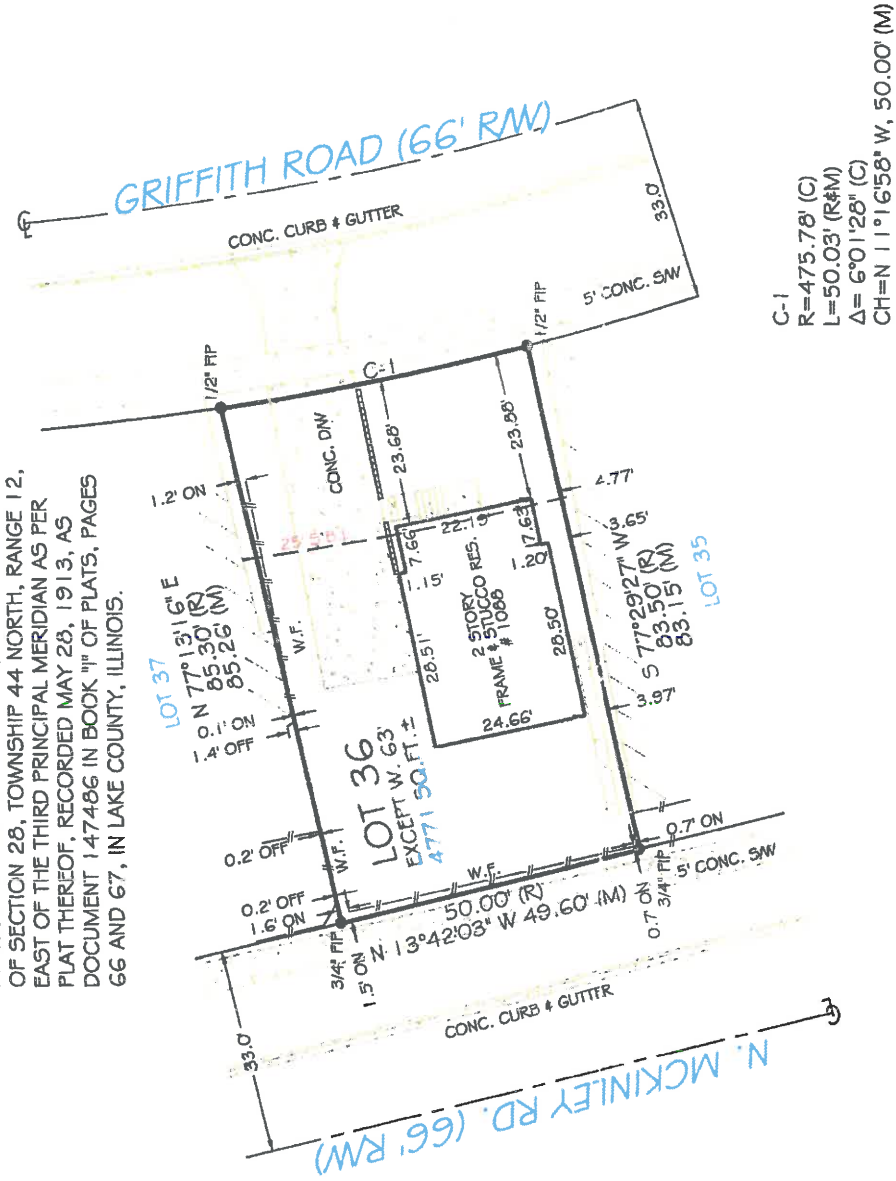 OF SECTION 28, TOWNSHIP 44 NORTH, RANGE 12,
EAST OF THE THIRD PRINCIPAL MERIDIAN AS PER
PLAT THEREOF, RECORDED MAY 28, 1913, AS
DOCUMENT 147486 IN BOOK "I" OF PLATS, PAGES
66 AND 67, IN LAKE COUNTY, ILLINOIS.
GRIFFITH ROAD (66' R/W)
CONC. CURB & GUTTER
33.0'
5' CONC. S/W
1/2" FIP
1/2" FIP
C-1
CONC. D/W
1.2' ON
23.68'
23.88'
LOT 37
N 77°13'16" E
85.30' (R)
85.26' (M)
W.F.
0.1' ON
1.4' OFF
7.66'
22.19'
7.63'
1.15'
1.20'
28.51'
2 STORY
FRAME & STUCCO RES.
# 1088
28.50'
24.66'
4.77'
3.65'
3.97'
S 77°29'27" W
83.50' (R)
83.15' (M)
LOT 35
LOT 36
EXCEPT W. 63'
4771 SQ.FT.±
0.2' OFF
W.F.
0.2' OFF
1.6' ON
3/4" FIP
1.5' ON
W.F.
50.00' (R)
N 13°42'03" W 49.60' (M)
0.7' ON
0.7' ON
3/4" FIP
5' CONC. S/W
33.0'
CONC. CURB & GUTTER
N. MCKINLEY RD. (66' R/W)
C-1
R=475.78' (C)
L=50.03' (R&M)
Δ= 6°01'28" (C)
CH=N 11°16'58" W, 50.00' (M)